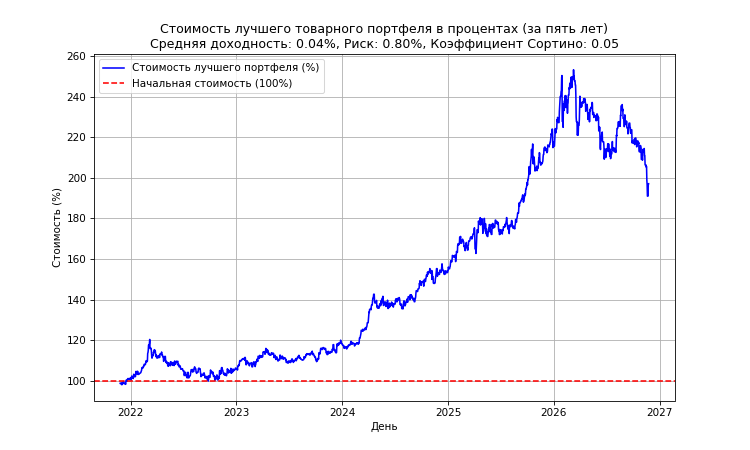 Стоимость лучшего товарного портфеля в процентах (за пять лет)
Средняя доходность: 0.04%, Риск: 0.80%, Коэффициент Сортино: 0.05
Стоимость лучшего портфеля (%)
Начальная стоимость (100%)
Стоимость (%)
260
240
220
200
180
160
140
120
100
2022 2023 2024 2025 2026 2027
День